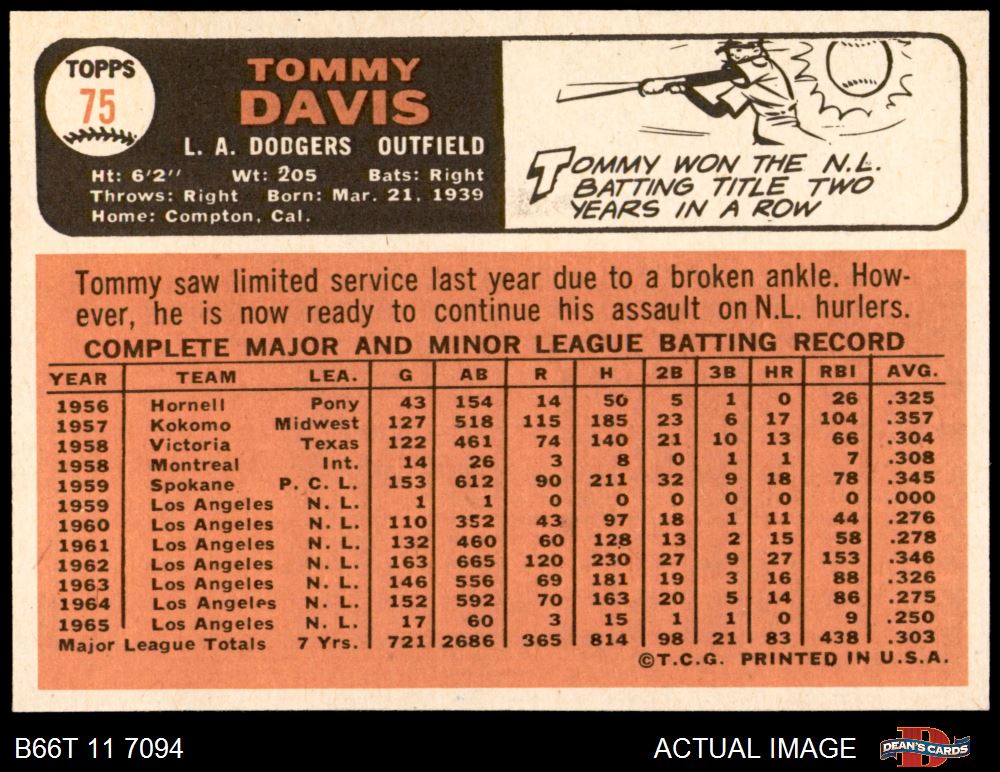 TOPPS
75
TOMMY
DAVIS
L. A. DODGERS OUTFIELD
Ht: 6'2'' Wt: 205 Bats: Right
Throws: Right Born: Mar. 21, 1939
Home: Compton, Cal.
TOMMY WON THE N.L.
BATTING TITLE TWO
YEARS IN A ROW
Tommy saw limited service last year due to a broken ankle. How-
ever, he is now ready to continue his assault on N.L. hurlers.
COMPLETE MAJOR AND MINOR LEAGUE BATTING RECORD
YEAR TEAM LEA. G AB R H 2B 3B HR RBI AVG.
1956 Hornell Pony 43 154 14 50 5 1 0 26 .325
1957 Kokomo Midwest 127 518 115 185 23 6 17 104 .357
1958 Victoria Texas 122 461 74 140 21 10 13 66 .304
1958 Montreal Int. 14 26 3 8 0 1 1 7 .308
1959 Spokane P. C. L. 153 612 90 211 32 9 18 78 .345
1959 Los Angeles N. L. 1 1 0 0 0 0 0 0 .000
1960 Los Angeles N. L. 110 352 43 97 18 1 11 44 .276
1961 Los Angeles N. L. 132 460 60 128 13 2 15 58 .278
1962 Los Angeles N. L. 163 665 120 230 27 9 27 153 .346
1963 Los Angeles N. L. 146 556 69 181 19 3 16 88 .326
1964 Los Angeles N. L. 152 592 70 163 20 5 14 86 .275
1965 Los Angeles N. L. 17 60 3 15 1 1 0 9 .250
Major League Totals 7 Yrs. 721 2686 365 814 98 21 83 438 .303
©T.C.G. PRINTED IN U.S.A.
B66T 11 7094
ACTUAL IMAGE
DEAN'S CARDS